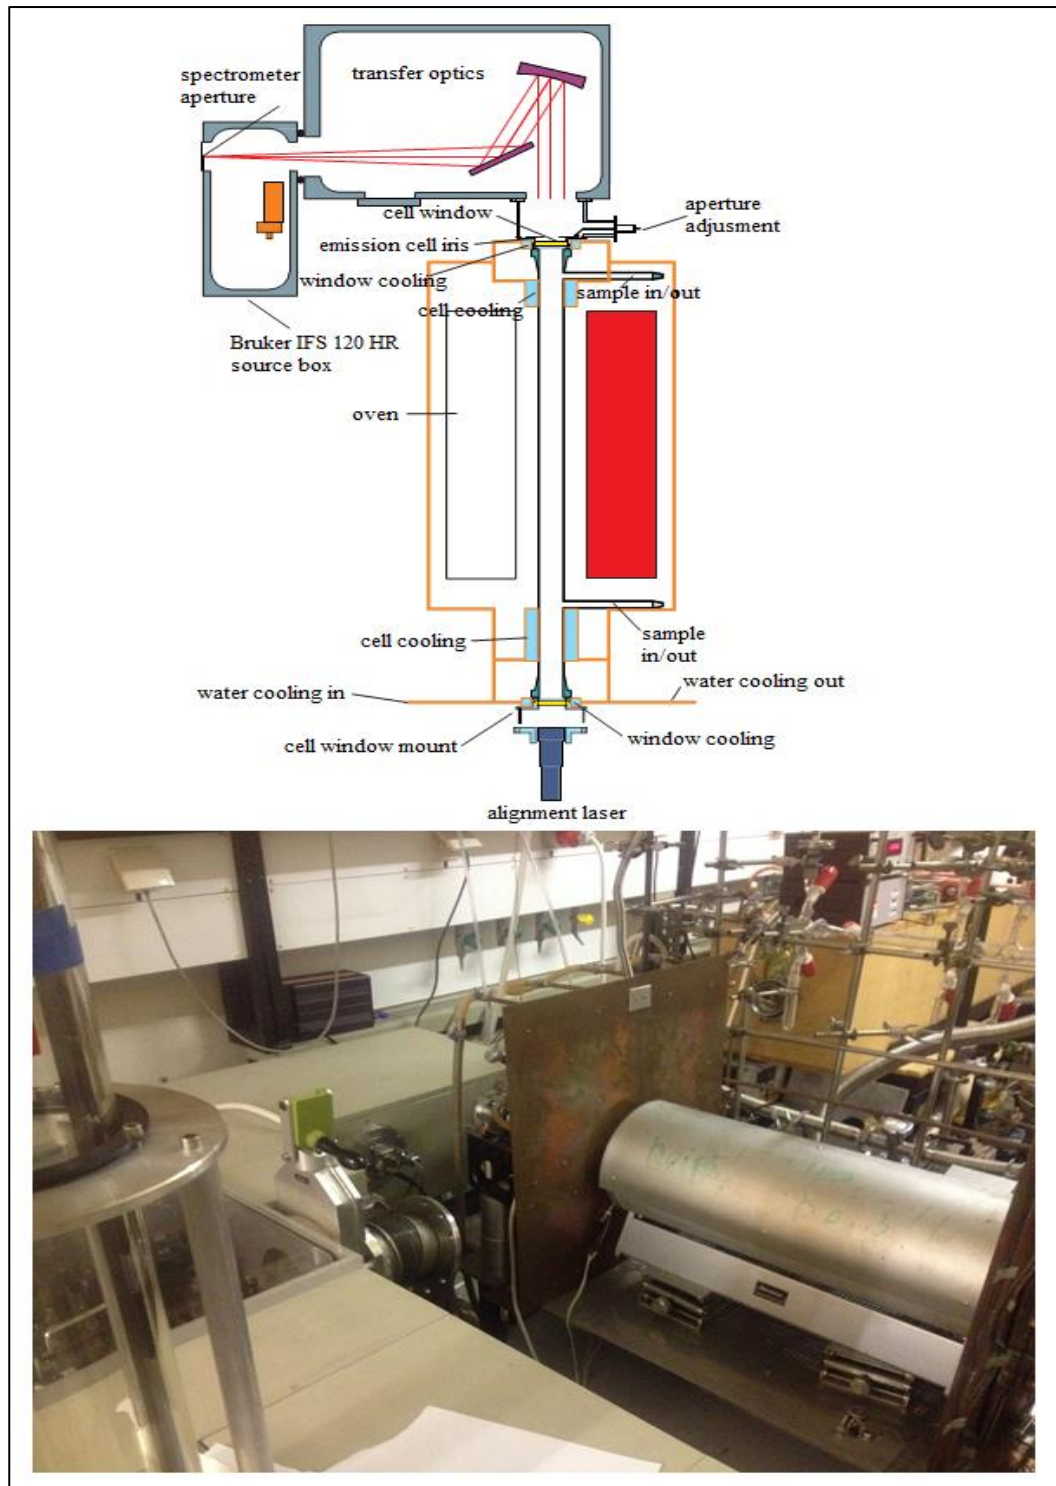 spectrometer
aperture
transfer optics
cell window
aperture
adjusment
emission cell iris
window cooling
sample in/out
cell cooling
Bruker IFS 120 HR
source box
oven
cell cooling
sample
in/out
water cooling in
water cooling out
cell window mount
window cooling
alignment laser